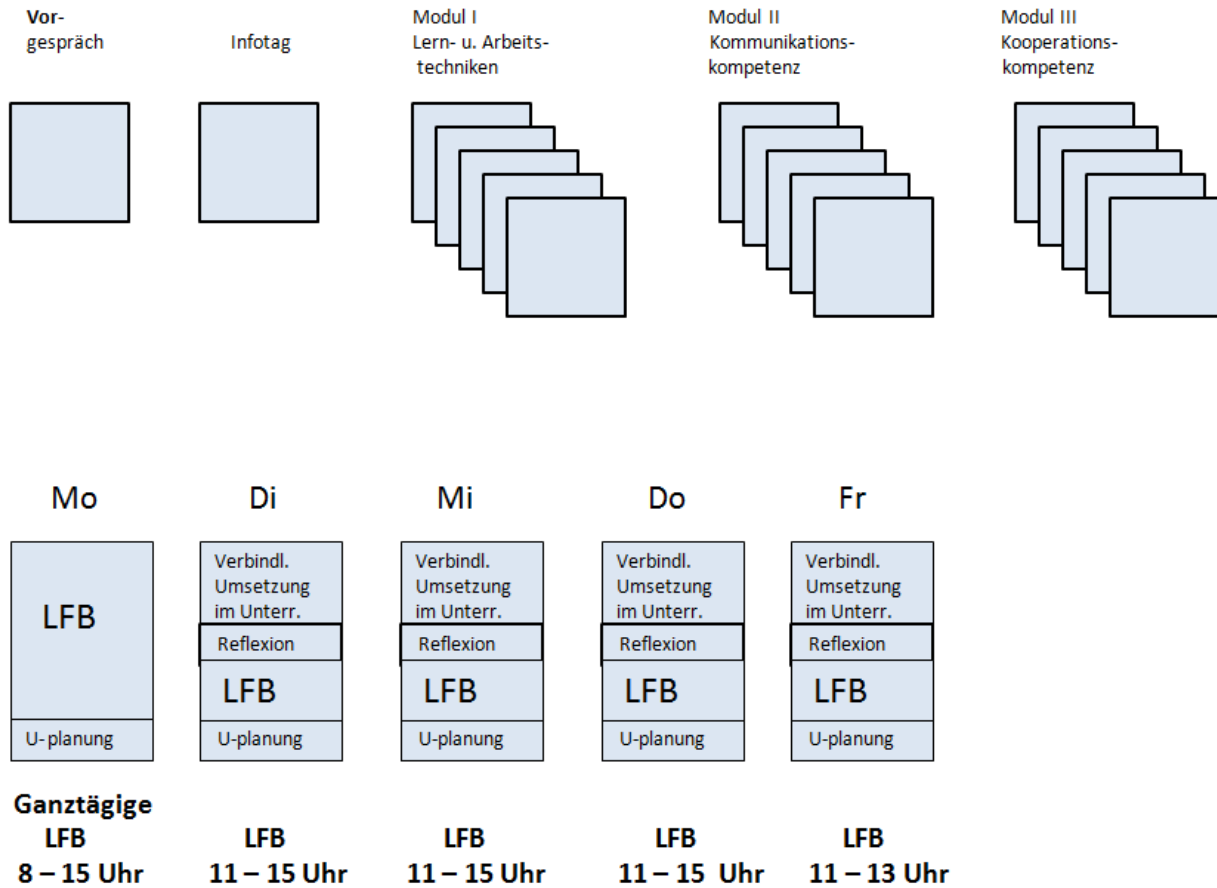 Vor-
gespräch
Infotag
Modul I
Lern- u. Arbeits-
techniken
Modul II
Kommunikations-
kompetenz
Modul III
Kooperations-
kompetenz
Mo
Di
Mi
Do
Fr
LFB
U- planung
Verbindl.
Umsetzung
im Unterr.
Reflexion
LFB
U-planung
Verbindl.
Umsetzung
im Unterr.
Reflexion
LFB
U-planung
Verbindl.
Umsetzung
im Unterr.
Reflexion
LFB
U-planung
Verbindl.
Umsetzung
im Unterr.
Reflexion
LFB
U-planung
Ganztägige
LFB
8 – 15 Uhr
LFB
11 – 15 Uhr
LFB
11 – 15 Uhr
LFB
11 – 15 Uhr
LFB
11 – 13 Uhr